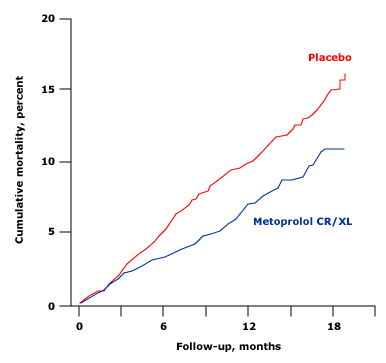 20
Cumulative mortality, percent
Placebo
15
10
Metoprolol CR/XL
5
0
0 6 12 18
Follow-up, months